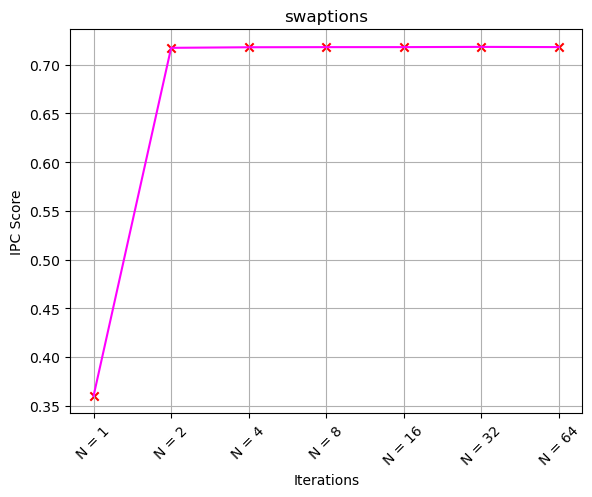 swaptions
IPC Score
0.70
0.65
0.60
0.55
0.50
0.45
0.40
0.35
N = 1
N = 2
N = 4
N = 8
N = 16
N = 32
N = 64
Iterations